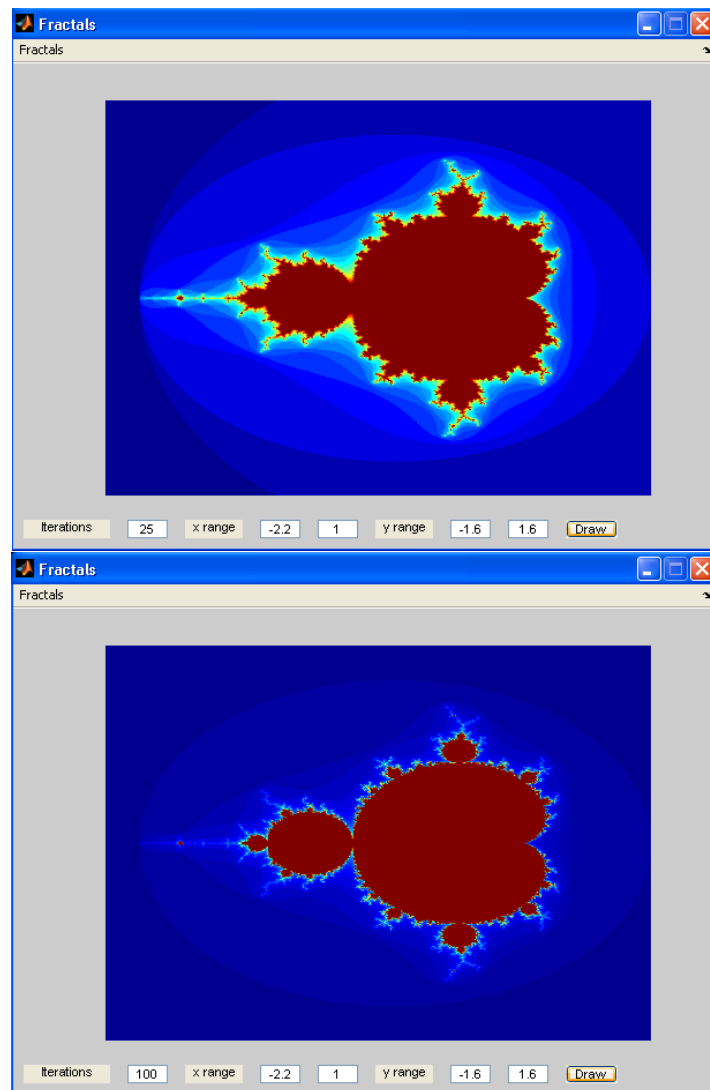 Fractals
Fractals
Iterations 25 x range -2.2 1 y range -1.6 1.6 Draw
Fractals
Fractals
Iterations 100 x range -2.2 1 y range -1.6 1.6 Draw